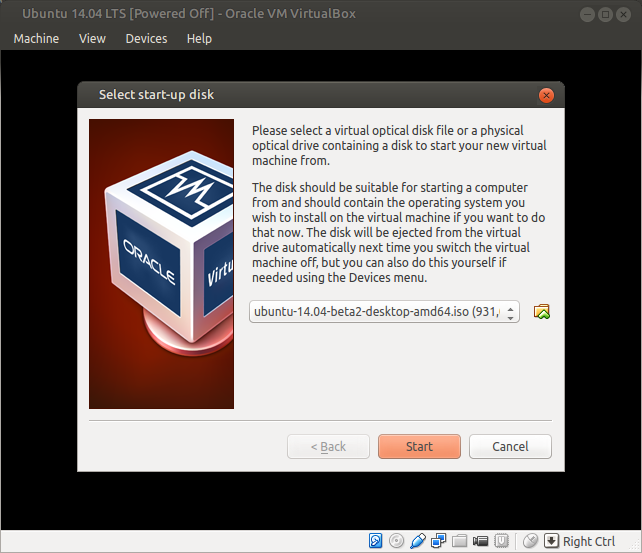 Ubuntu 14.04 LTS [Powered Off] - Oracle VM VirtualBox
Machine View Devices Help
Select start-up disk
Please select a virtual optical disk file or a physical
optical drive containing a disk to start your new virtual
machine from.
The disk should be suitable for starting a computer
from and should contain the operating system you
wish to install on the virtual machine if you want to do
that now. The disk will be ejected from the virtual
drive automatically next time you switch the virtual
machine off, but you can also do this yourself if
needed using the Devices menu.
ORACLE
Virtu
ubuntu-14.04-beta2-desktop-amd64.iso (931,
< Back Start Cancel
Right Ctrl